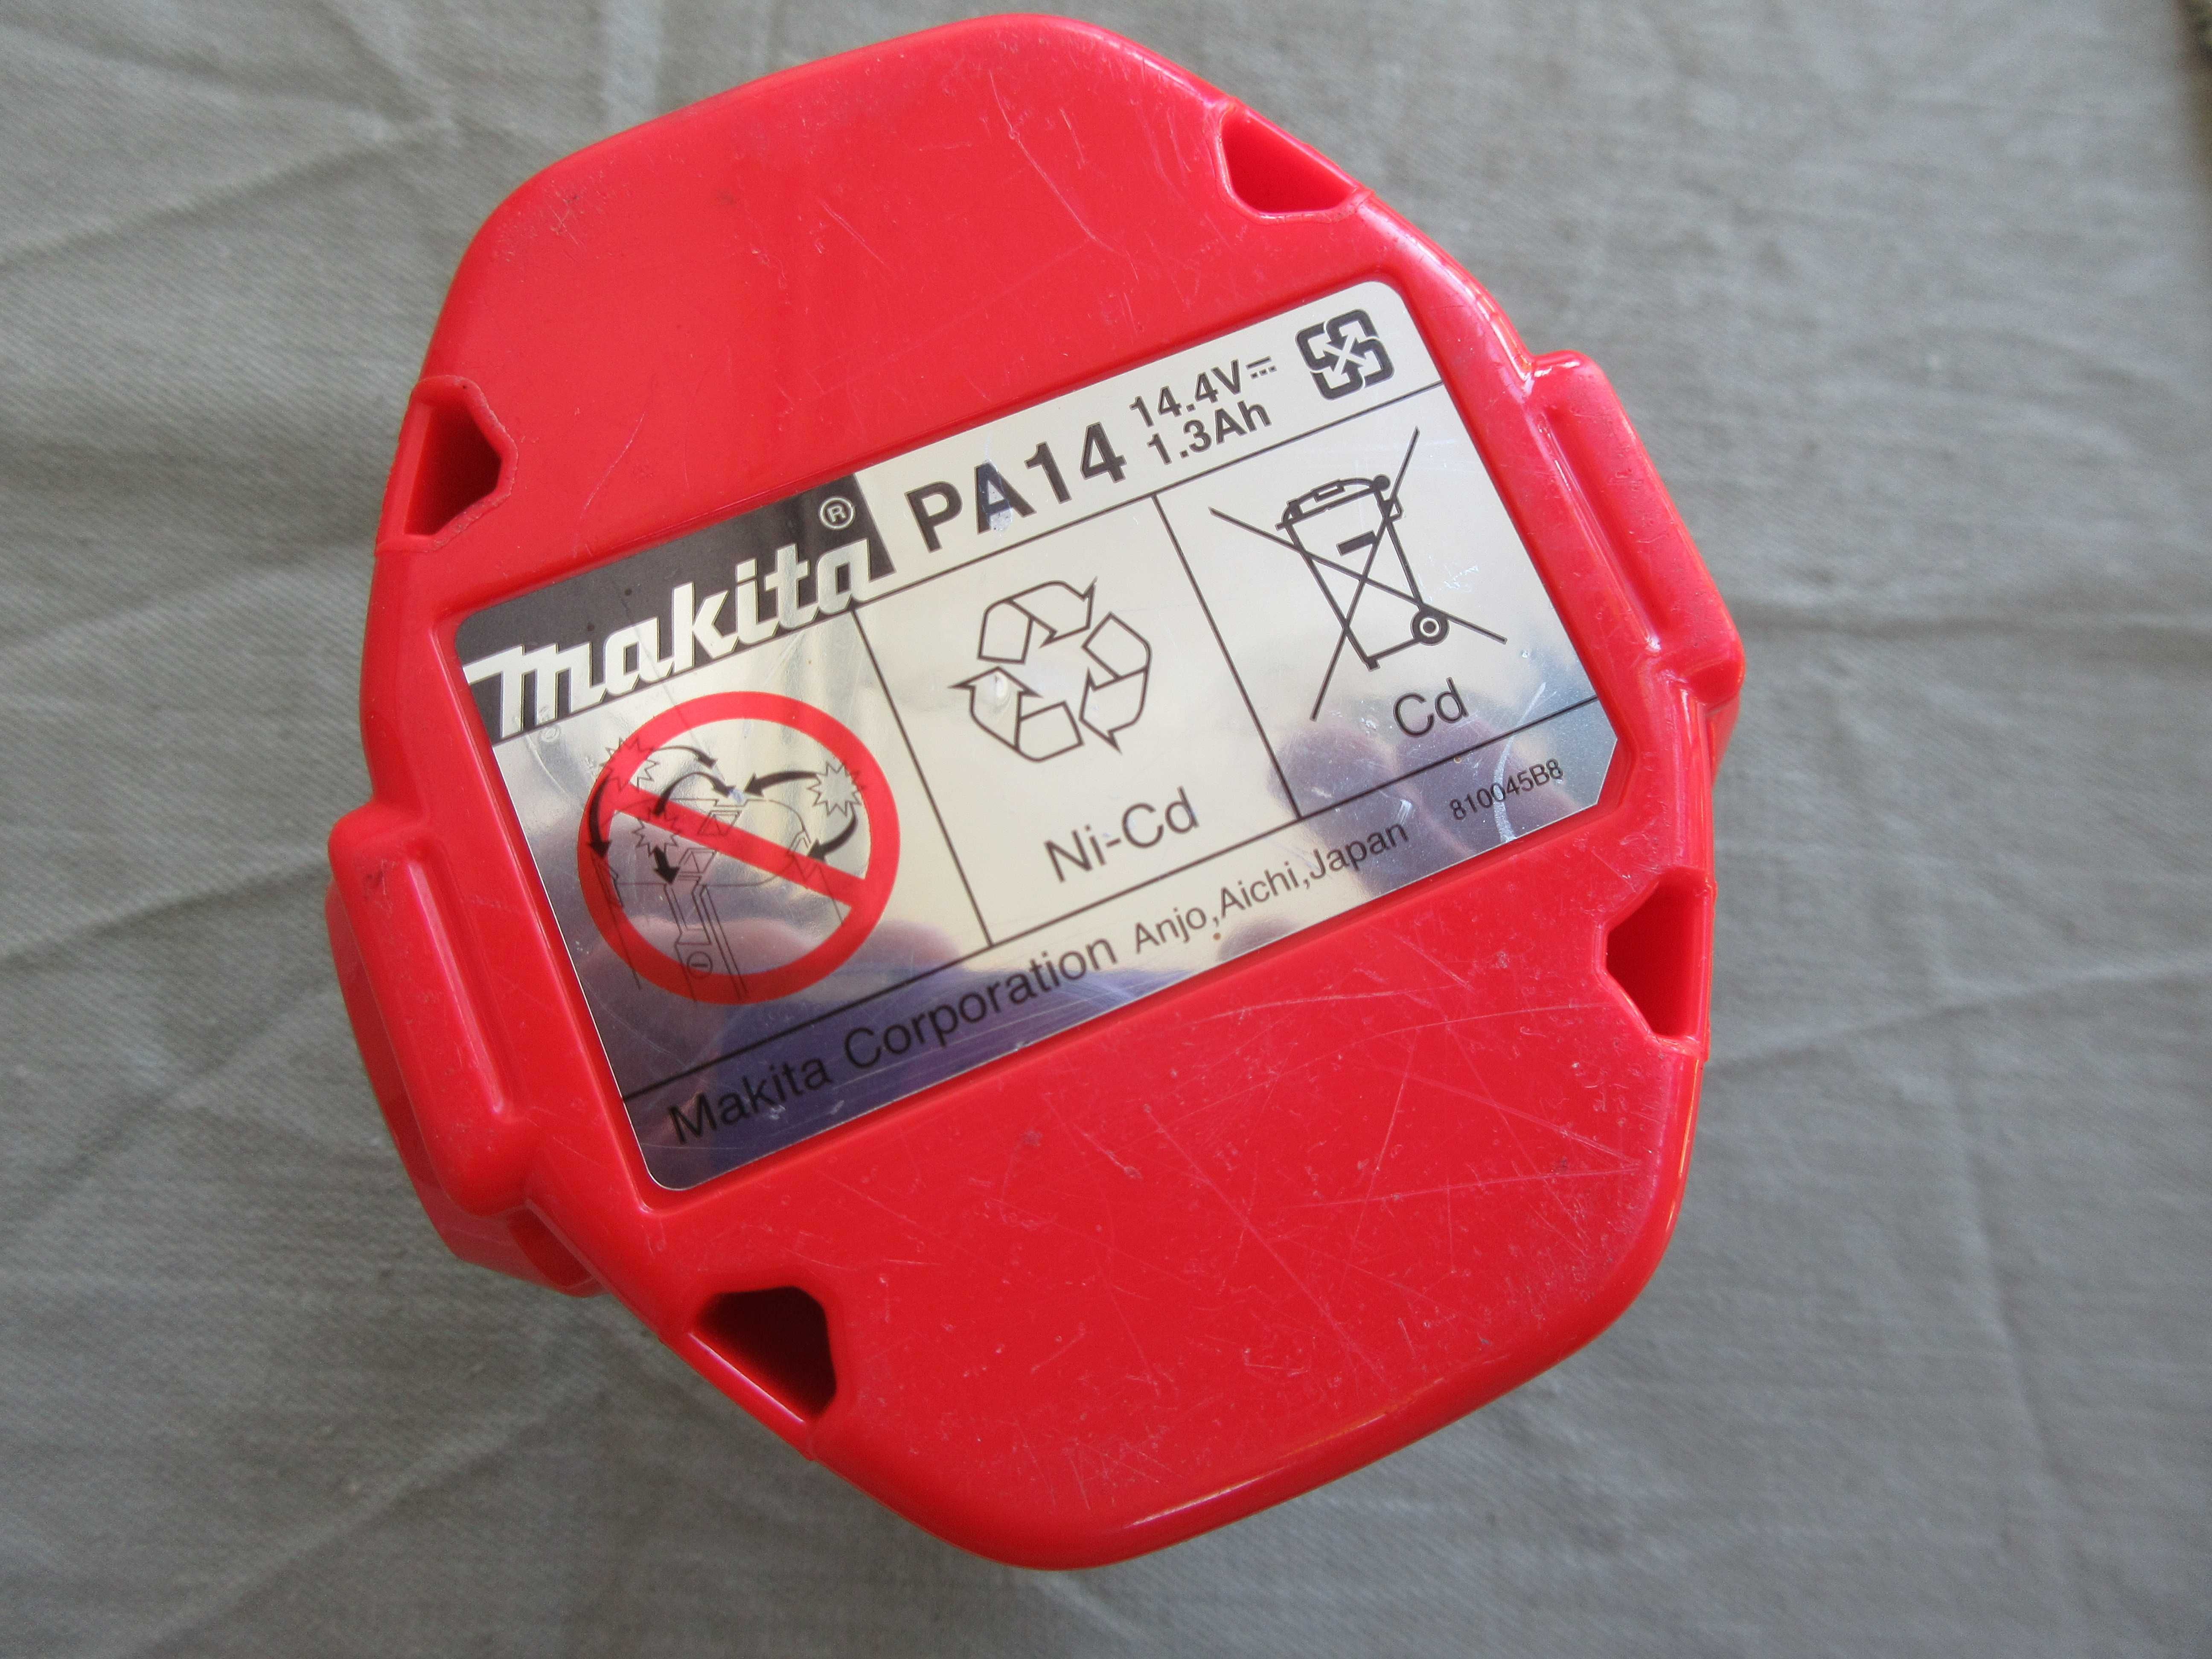 makita®
PA14
14.4V
1.3Ah
Ni-Cd
Cd
810045B8
Makita Corporation Anjo,Aichi,Japan